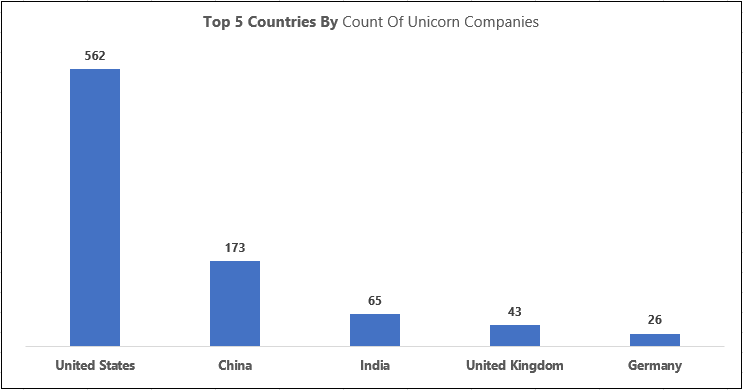 Top 5 Countries By Count Of Unicorn Companies
562
173
65
43
26
United States
China
India
United Kingdom
Germany